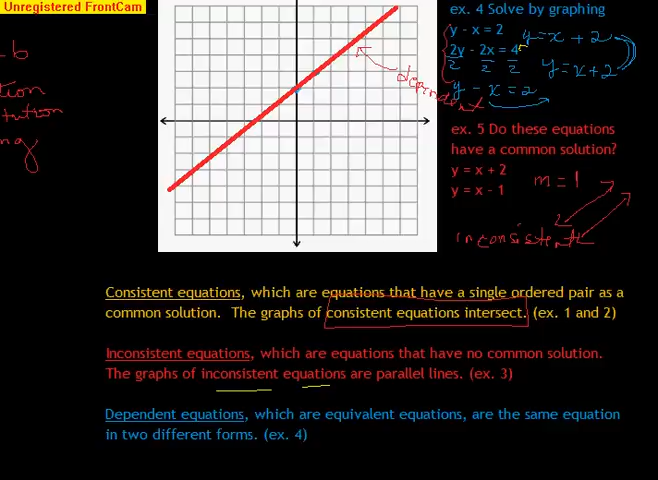 Unregistered FrontCam
ex. 4 Solve by graphing
y - x = 2
y = x + 2
2y - 2x = 4
2 2 2
y = x + 2
y - x = 2
dependent
ex. 5 Do these equations
have a common solution?
y = x + 2
y = x - 1
m = 1
inconsistent
Consistent equations, which are equations that have a single ordered pair as a
common solution. The graphs of consistent equations intersect. (ex. 1 and 2)
Inconsistent equations, which are equations that have no common solution.
The graphs of inconsistent equations are parallel lines. (ex. 3)
Dependent equations, which are equivalent equations, are the same equation
in two different forms. (ex. 4)